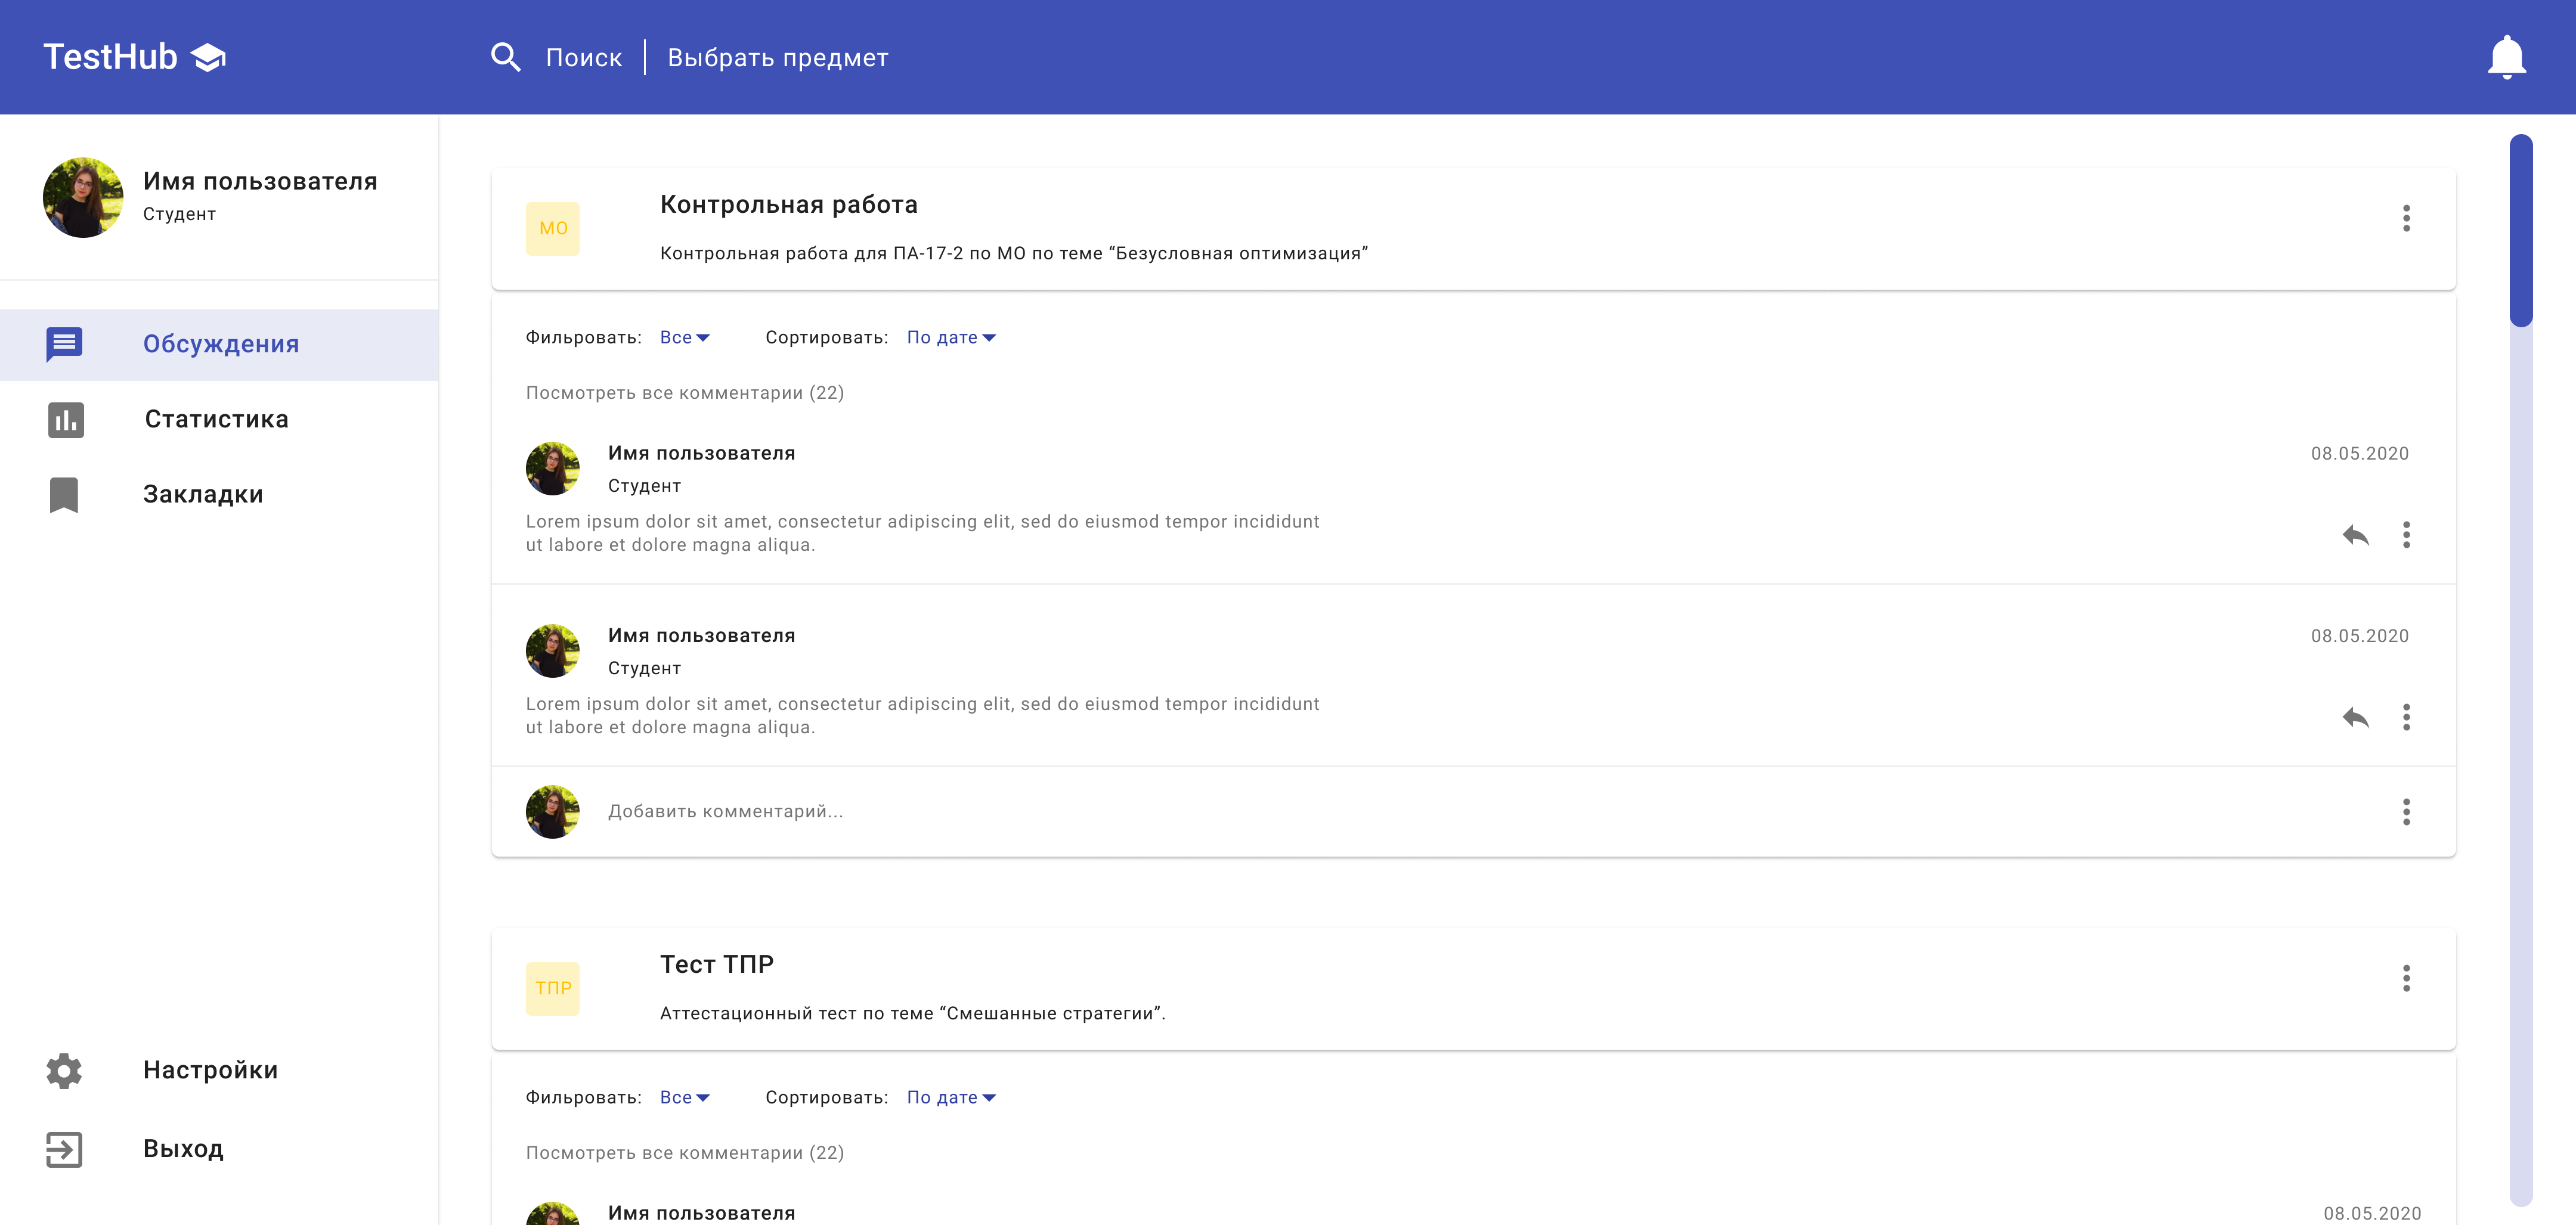 TestHub
Поиск
Выбрать предмет
Имя пользователя
Студент
Обсуждения
Статистика
Закладки
Настройки
Выход
МО
Контрольная работа
Контрольная работа для ПА-17-2 по МО по теме “Безусловная оптимизация”
Фильровать: Все
Сортировать: По дате
Посмотреть все комментарии (22)
Имя пользователя
08.05.2020
Студент
Lorem ipsum dolor sit amet, consectetur adipiscing elit, sed do eiusmod tempor incididunt
ut labore et dolore magna aliqua.
Имя пользователя
08.05.2020
Студент
Lorem ipsum dolor sit amet, consectetur adipiscing elit, sed do eiusmod tempor incididunt
ut labore et dolore magna aliqua.
Добавить комментарий...
ТПР
Тест ТПР
Аттестационный тест по теме “Смешанные стратегии”.
Фильровать: Все
Сортировать: По дате
Посмотреть все комментарии (22)
Имя пользователя
08.05.2020